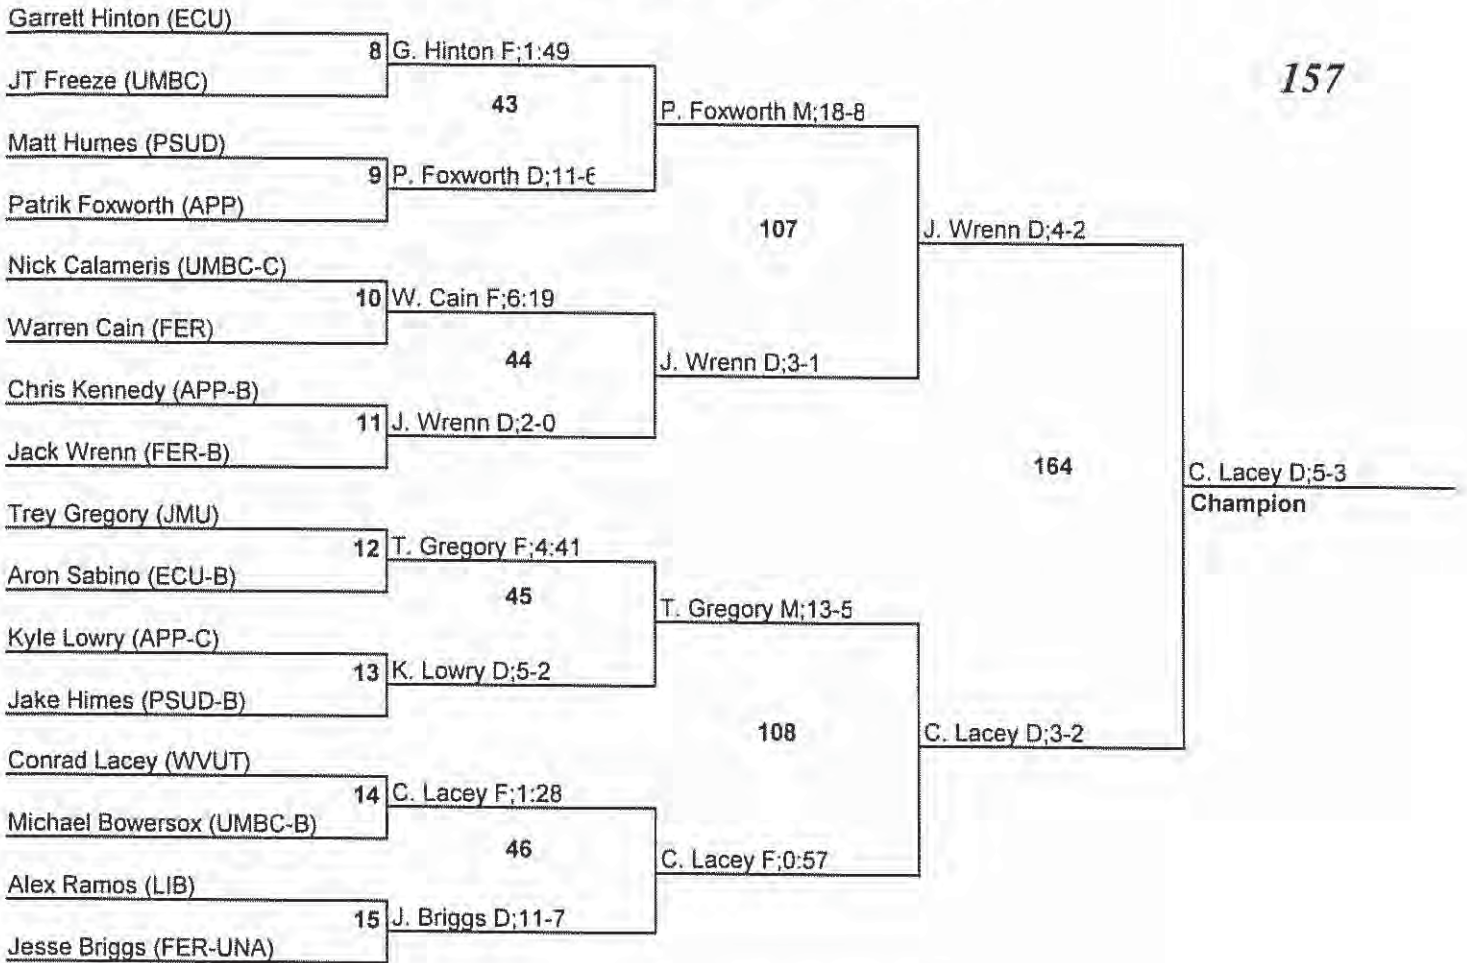 Garrett Hinton (ECU)
8 G. Hinton F;1:49
157
JT Freeze (UMBC)
43
P. Foxworth M;18-8
Matt Humes (PSUD)
9 P. Foxworth D;11-6
Patrik Foxworth (APP)
107
J. Wrenn D;4-2
Nick Calameris (UMBC-C)
10 W. Cain F;6:19
Warren Cain (FER)
44
J. Wrenn D;3-1
Chris Kennedy (APP-B)
11 J. Wrenn D;2-0
Jack Wrenn (FER-B)
164
C. Lacey D;5-3
Champion
Trey Gregory (JMU)
12 T. Gregory F;4:41
Aron Sabino (ECU-B)
45
T. Gregory M;13-5
Kyle Lowry (APP-C)
13 K. Lowry D;5-2
Jake Himes (PSUD-B)
108
C. Lacey D;3-2
Conrad Lacey (WVUT)
14 C. Lacey F;1:28
Michael Bowersox (UMBC-B)
46
C. Lacey F;0:57
Alex Ramos (LIB)
15 J. Briggs D;11-7
Jesse Briggs (FER-UNA)